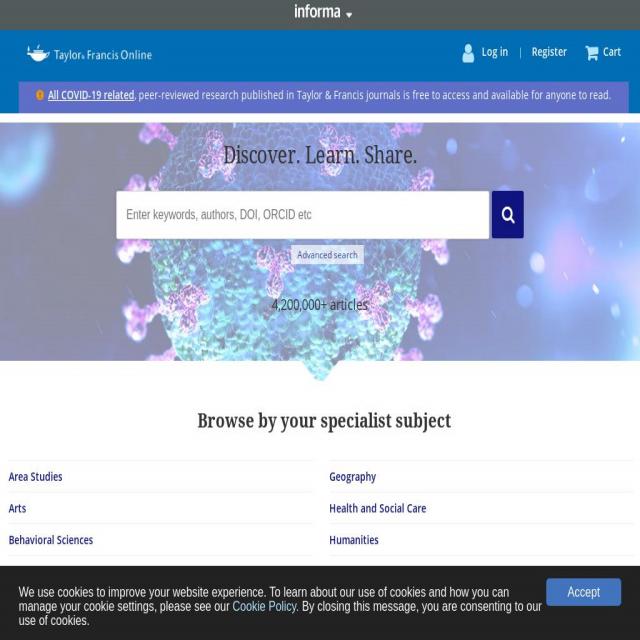 informa
Taylor & Francis Online
Log in | Register Cart
All COVID-19 related, peer-reviewed research published in Taylor & Francis journals is free to access and available for anyone to read.
Discover. Learn. Share.
Enter keywords, authors, DOI, ORCID etc
Advanced search
4,200,000+ articles
Browse by your specialist subject
Area Studies
Geography
Arts
Health and Social Care
Behavioral Sciences
Humanities
We use cookies to improve your website experience. To learn about our use of cookies and how you can
manage your cookie settings, please see our Cookie Policy. By closing this message, you are consenting to our
use of cookies.
Accept